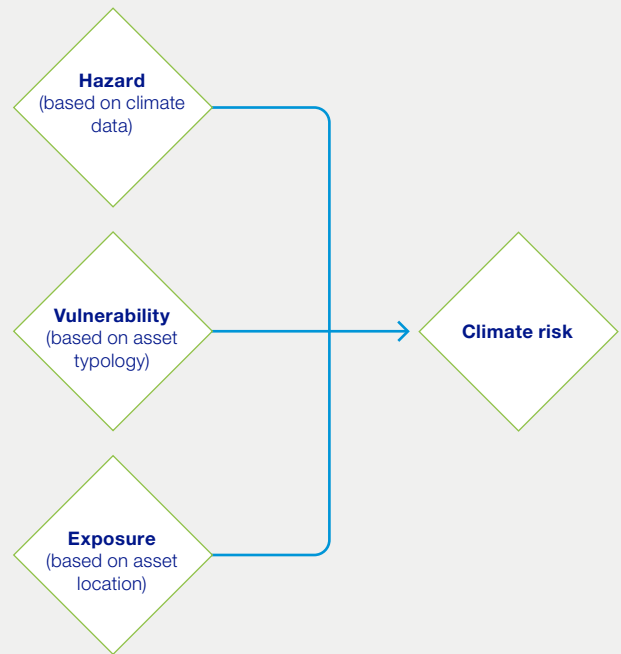 Hazard
(based on climate
data)
Vulnerability
(based on asset
typology)
Climate risk
Exposure
(based on asset
location)